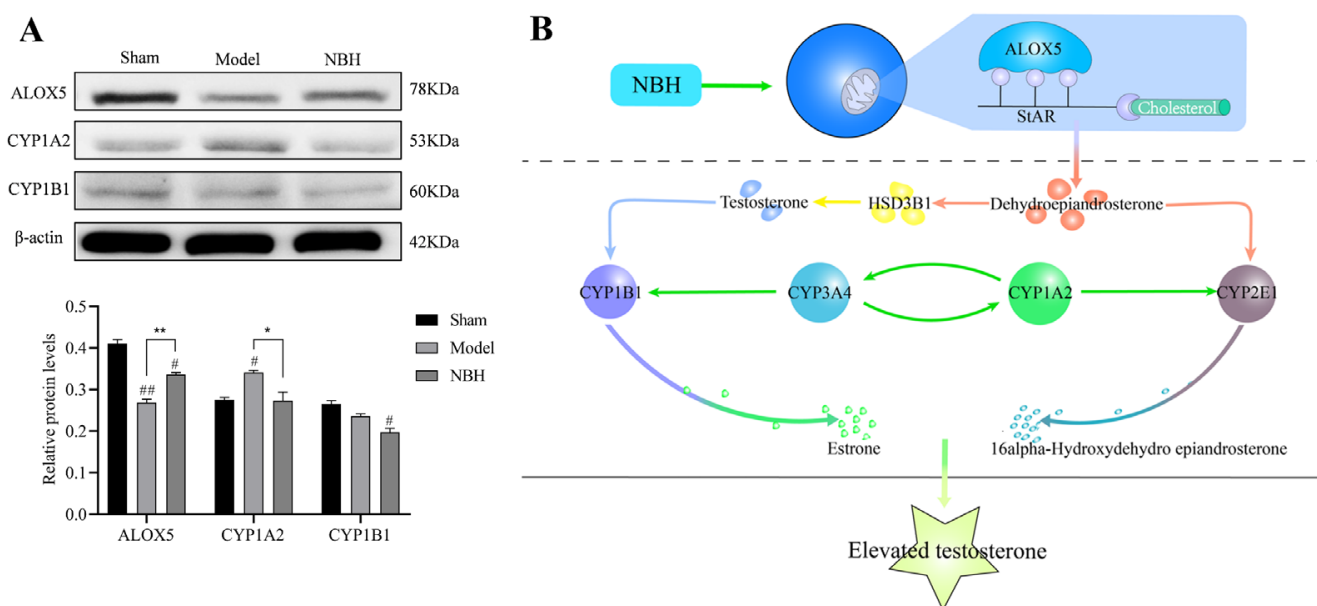 A
Sham Model NBH
ALOX5 78KDa
CYP1A2 53KDa
CYP1B1 60KDa
β-actin 42KDa
Relative protein levels
0.5
0.4
0.3
0.2
0.1
0.0
## ** #
# *
#
ALOX5 CYP1A2 CYP1B1
Sham
Model
NBH
B
NBH
ALOX5
StAR
Cholesterol
Testosterone HSD3B1 Dehydroepiandrosterone
CYP1B1 CYP3A4 CYP1A2 CYP2E1
Estrone 16alpha-Hydroxydehydro epiandrosterone
Elevated testosterone